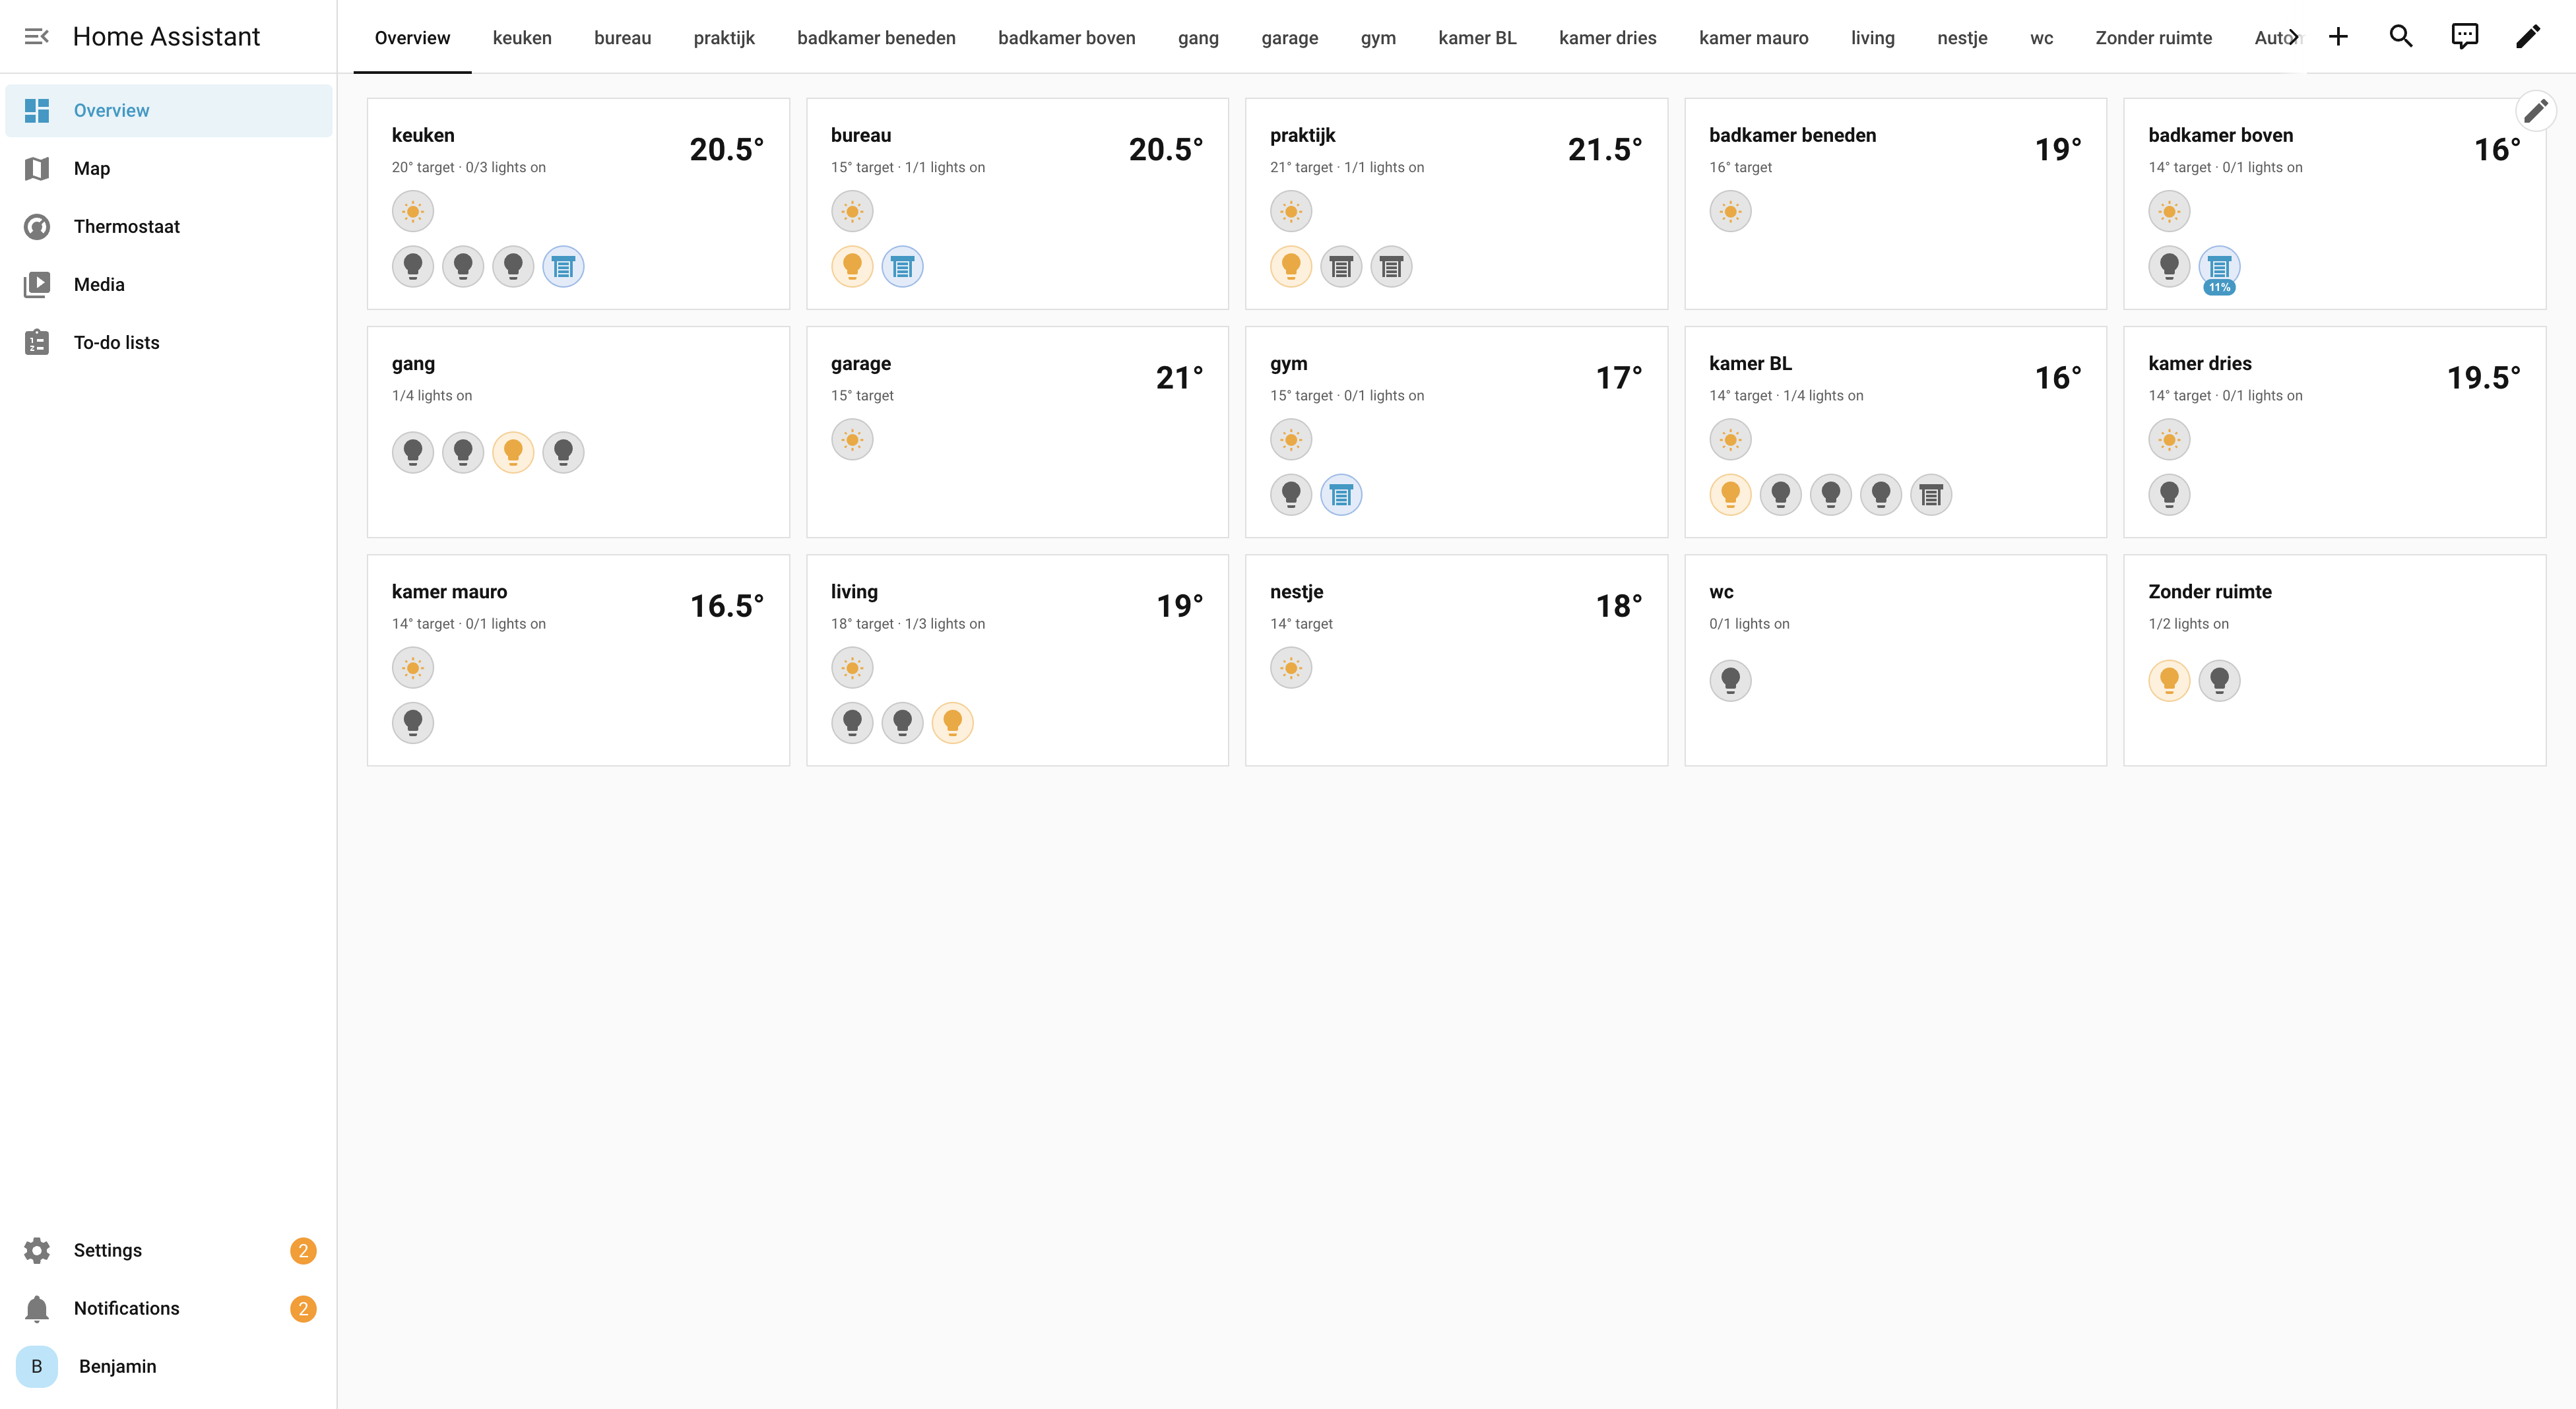 Home Assistant
Overview keuken bureau praktijk badkamer beneden badkamer boven gang garage gym kamer BL kamer dries kamer mauro living nestje wc Zonder ruimte
Overview
Map
Thermostaat
Media
To-do lists
Settings 2
Notifications 2
B Benjamin
keuken 20.5°
20° target · 0/3 lights on
bureau 20.5°
15° target · 1/1 lights on
praktijk 21.5°
21° target · 1/1 lights on
badkamer beneden 19°
16° target
badkamer boven 16°
14° target · 0/1 lights on
11%
gang
1/4 lights on
garage 21°
15° target
gym 17°
15° target · 0/1 lights on
kamer BL 16°
14° target · 1/4 lights on
kamer dries 19.5°
14° target · 0/1 lights on
kamer mauro 16.5°
14° target · 0/1 lights on
living 19°
18° target · 1/3 lights on
nestje 18°
14° target
wc
0/1 lights on
Zonder ruimte
1/2 lights on